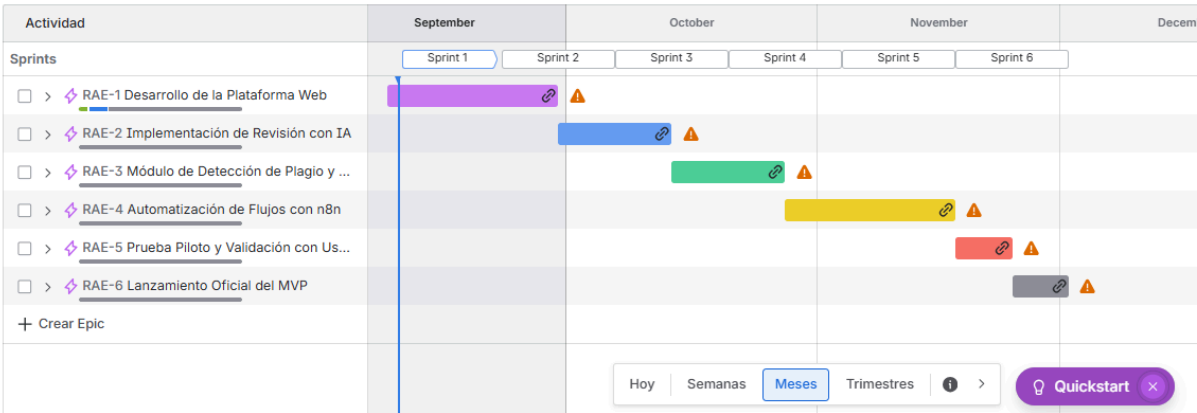 Actividad September October November Decem
Sprints Sprint 1 Sprint 2 Sprint 3 Sprint 4 Sprint 5 Sprint 6
RAE-1 Desarrollo de la Plataforma Web
RAE-2 Implementación de Revisión con IA
RAE-3 Módulo de Detección de Plagio y ...
RAE-4 Automatización de Flujos con n8n
RAE-5 Prueba Piloto y Validación con Us...
RAE-6 Lanzamiento Oficial del MVP
+ Crear Epic
Hoy Semanas Meses Trimestres Quickstart